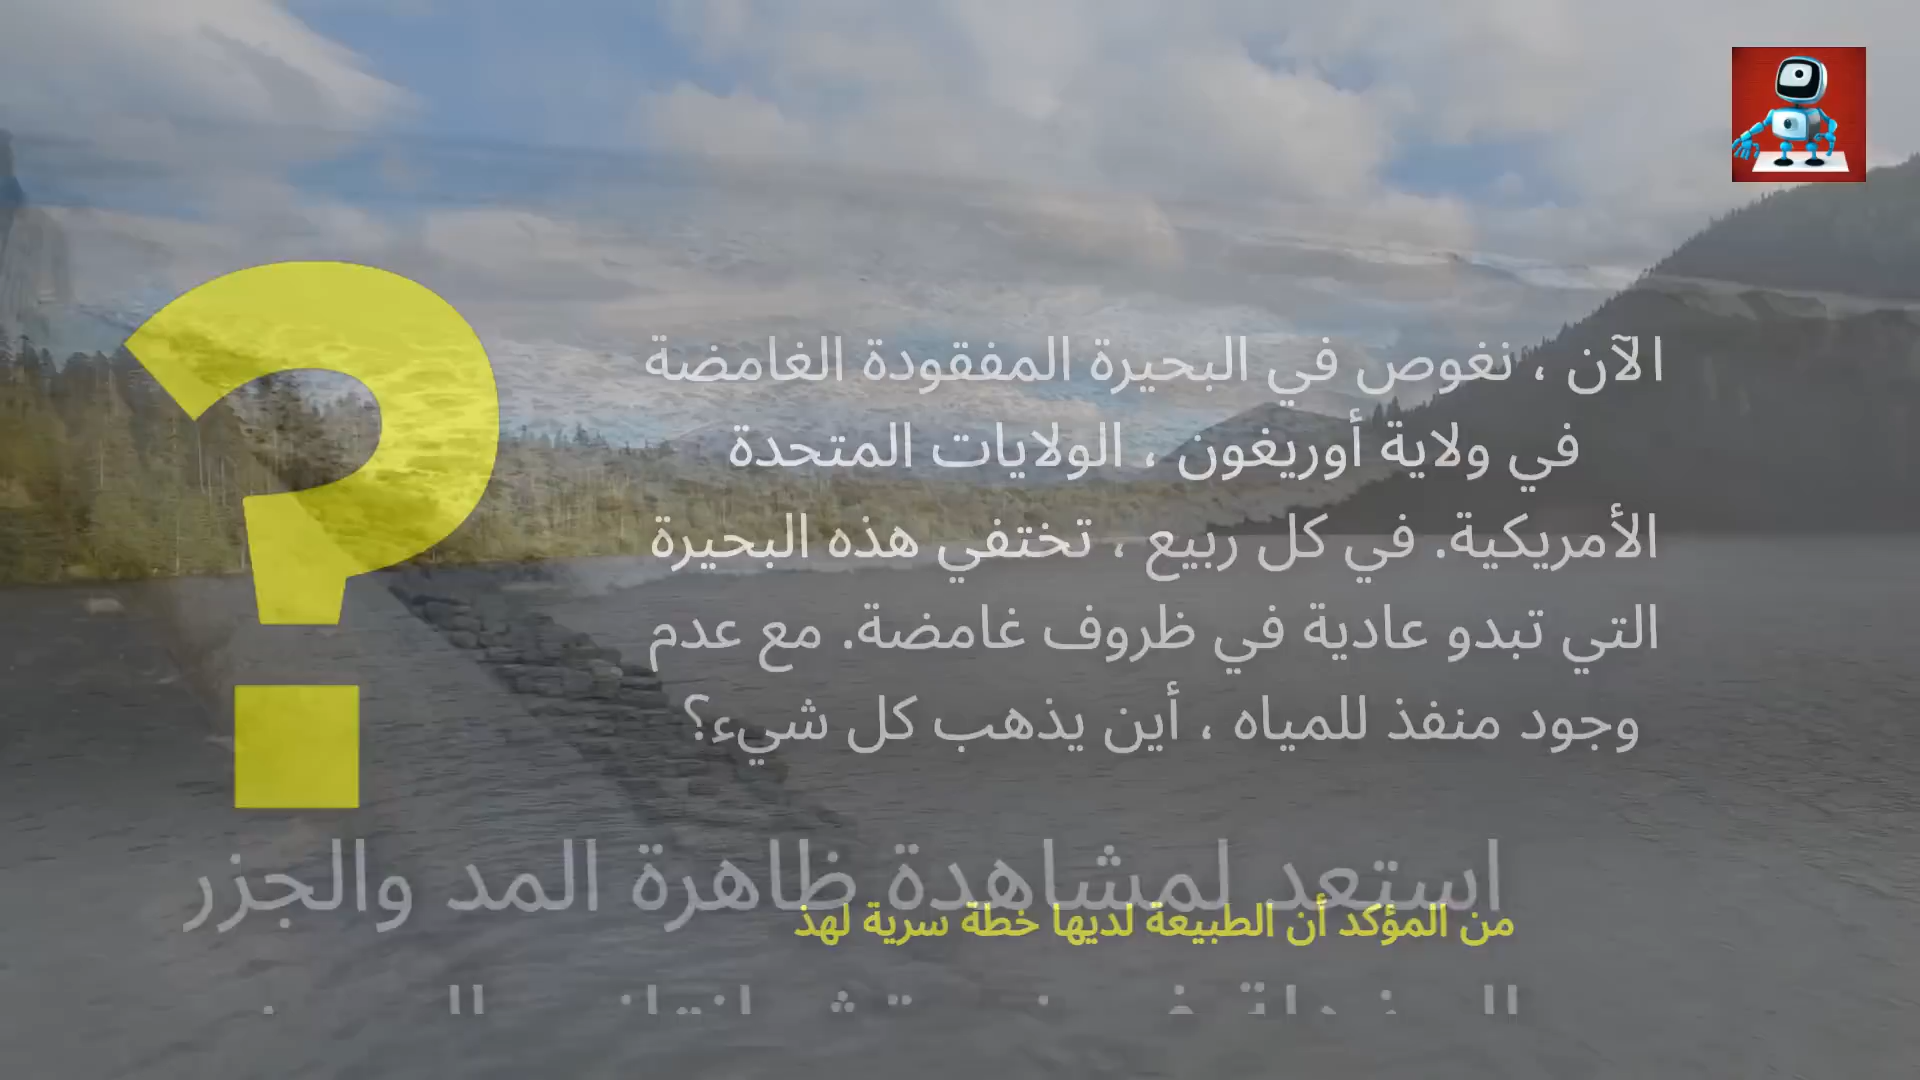 الآن ، نغوص في البحيرة المفقودة الغامضة
في ولاية أوريغون ، الولايات المتحدة
الأمريكية. في كل ربيع ، تختفي هذه البحيرة
التي تبدو عادية في ظروف غامضة. مع عدم
وجود منفذ للمياه ، أين يذهب كل شيء؟
استعد لمشاهدة ظاهرة المد والجزر
من المؤكد أن الطبيعة لديها خطة سرية لهذ